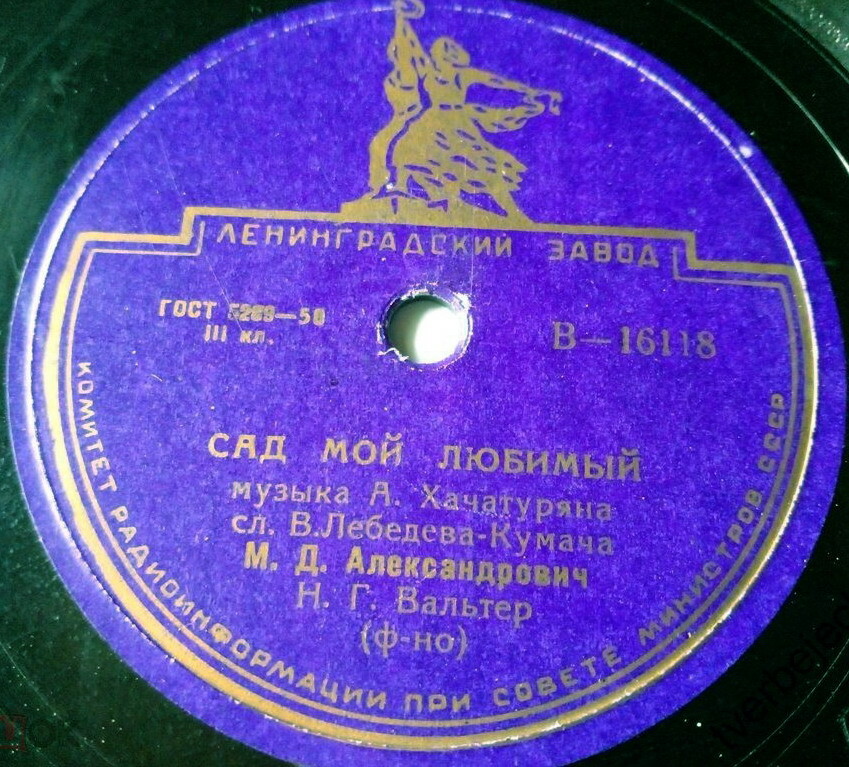 ЛЕНИНГРАДСКИЙ ЗАВОД
ГОСТ 5289—50
III кл.
В—16118
САД МОЙ ЛЮБИМЫЙ
музыка А. Хачатуряна
сл. В.Лебедева-Кумача
М. Д. Александрович
Н. Г. Вальтер
(ф-но)
КОМИТЕТ РАДИОИНФОРМАЦИИ ПРИ СОВЕТЕ МИНИСТРОВ СССР